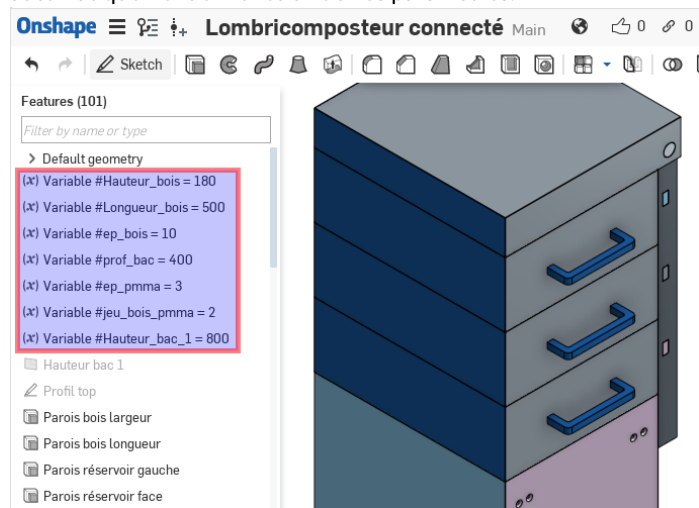 Onshape Lombricomposteur connecté Main 0 0
Sketch
Features (101)
Filter by name or type
Default geometry
(x) Variable #Hauteur_bois = 180
(x) Variable #Longueur_bois = 500
(x) Variable #ep_bois = 10
(x) Variable #prof_bac = 400
(x) Variable #ep_pmma = 3
(x) Variable #jeu_bois_pmma = 2
(x) Variable #Hauteur_bac_1 = 800
Hauteur bac 1
Profil top
Parois bois largeur
Parois bois longueur
Parois réservoir gauche
Parois réservoir face